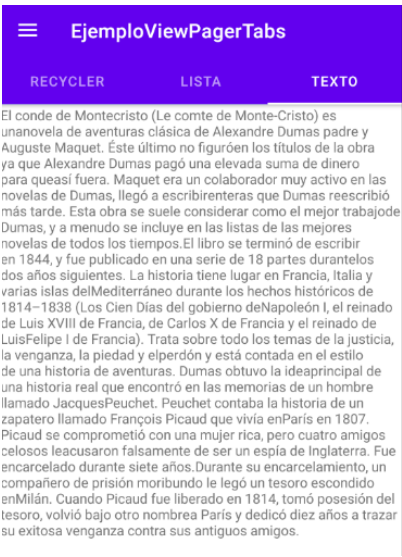 EjemploViewPagerTabs
RECYCLER LISTA TEXTO
El conde de Montecristo (Le comte de Monte-Cristo) es
unanovela de aventuras clásica de Alexandre Dumas padre y
Auguste Maquet. Éste último no figuróen los títulos de la obra
ya que Alexandre Dumas pagó una elevada suma de dinero
para queasí fuera. Maquet era un colaborador muy activo en las
novelas de Dumas, llegó a escribirenteras que Dumas reescribió
más tarde. Esta obra se suele considerar como el mejor trabajode
Dumas, y a menudo se incluye en las listas de las mejores
novelas de todos los tiempos.El libro se terminó de escribir
en 1844, y fue publicado en una serie de 18 partes durantelos
dos años siguientes. La historia tiene lugar en Francia, Italia y
varias islas delMediterráneo durante los hechos históricos de
1814–1838 (Los Cien Días del gobierno deNapoleón I, el reinado
de Luis XVIII de Francia, de Carlos X de Francia y el reinado de
LuisFelipe I de Francia). Trata sobre todo los temas de la justicia,
la venganza, la piedad y elperdón y está contada en el estilo
de una historia de aventuras. Dumas obtuvo la ideaprincipal de
una historia real que encontró en las memorias de un hombre
llamado JacquesPeuchet. Peuchet contaba la historia de un
zapatero llamado François Picaud que vivía enParís en 1807.
Picaud se comprometió con una mujer rica, pero cuatro amigos
celosos leacusaron falsamente de ser un espía de Inglaterra. Fue
encarcelado durante siete años.Durante su encarcelamiento, un
compañero de prisión moribundo le legó un tesoro escondido
enMilán. Cuando Picaud fue liberado en 1814, tomó posesión del
tesoro, volvió bajo otro nombrea París y dedicó diez años a trazar
su exitosa venganza contra sus antiguos amigos.